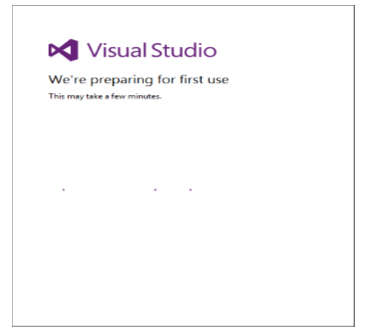 Visual Studio
We're preparing for first use
This may take a few minutes.